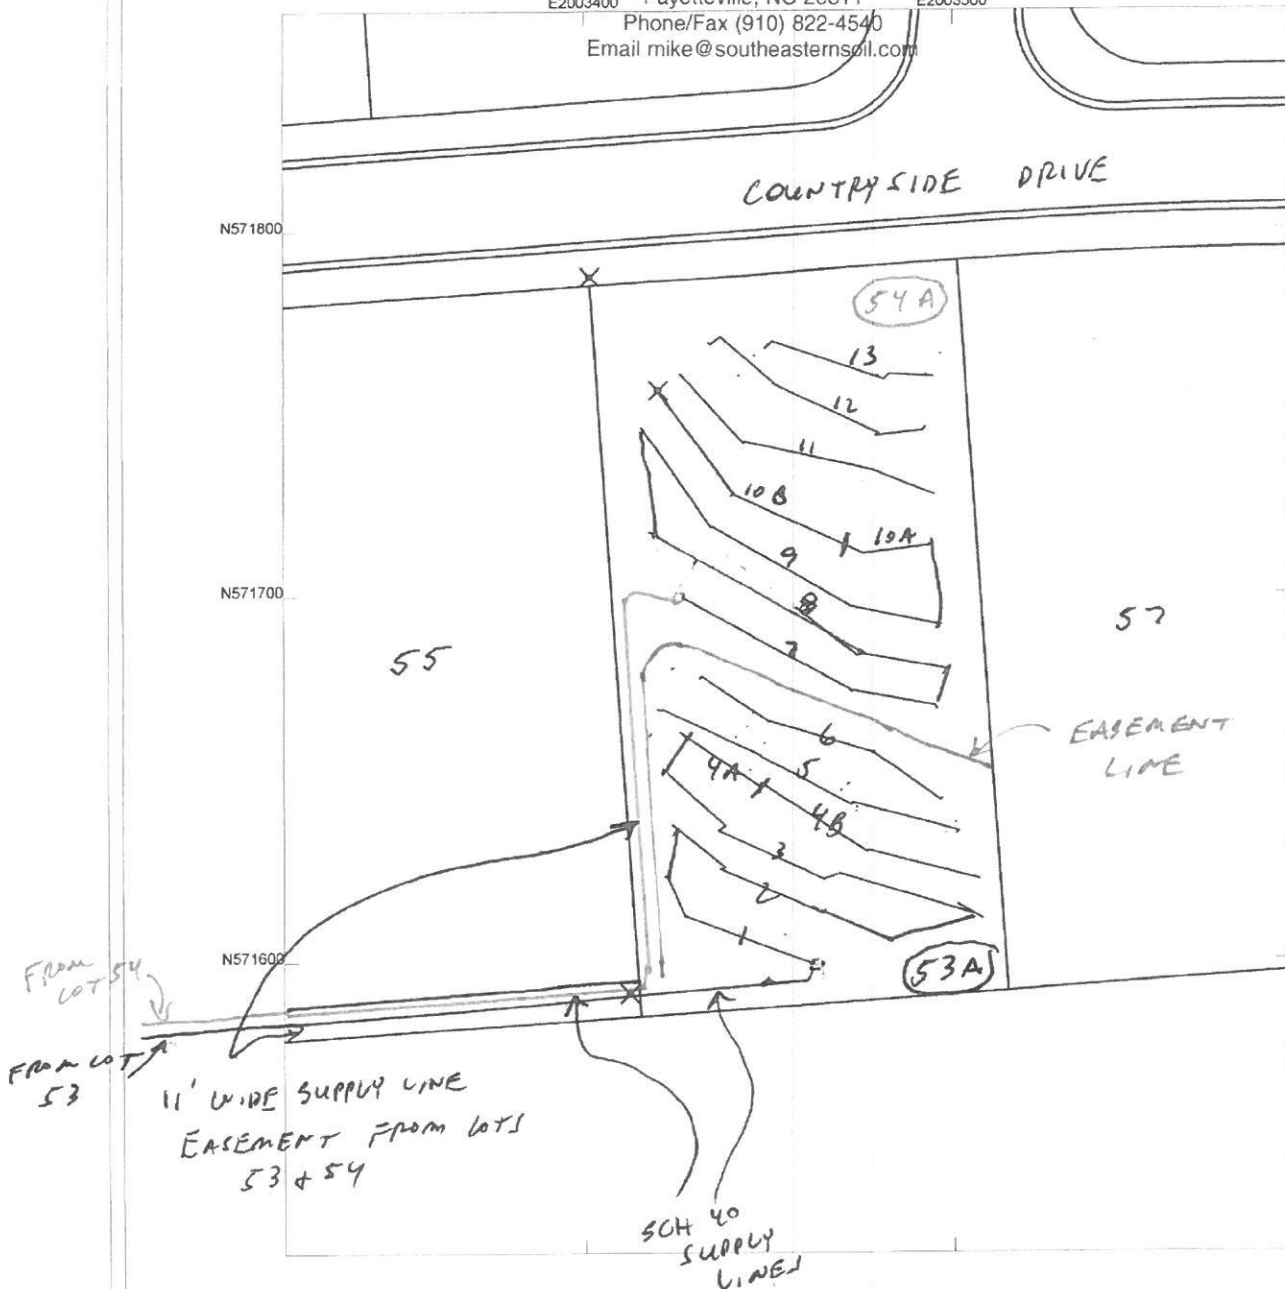 E2003400 Fayetteville, NC 28311 E2003500
Phone/Fax (910) 822-4540
Email mike@southeasternsoil.com
COUNTRYSIDE DRIVE
N571800
54A
13
12
11
10B
10A
9
N571700
8
7
57
55
EASEMENT
LINE
6
5
4A
4B
3
2
1
N571600
53A
FROM
LOT 54
FROM LOT
53
11' WIDE SUPPLY LINE
EASEMENT FROM LOTS
53 & 54
SCH 40
SUPPLY
LINES